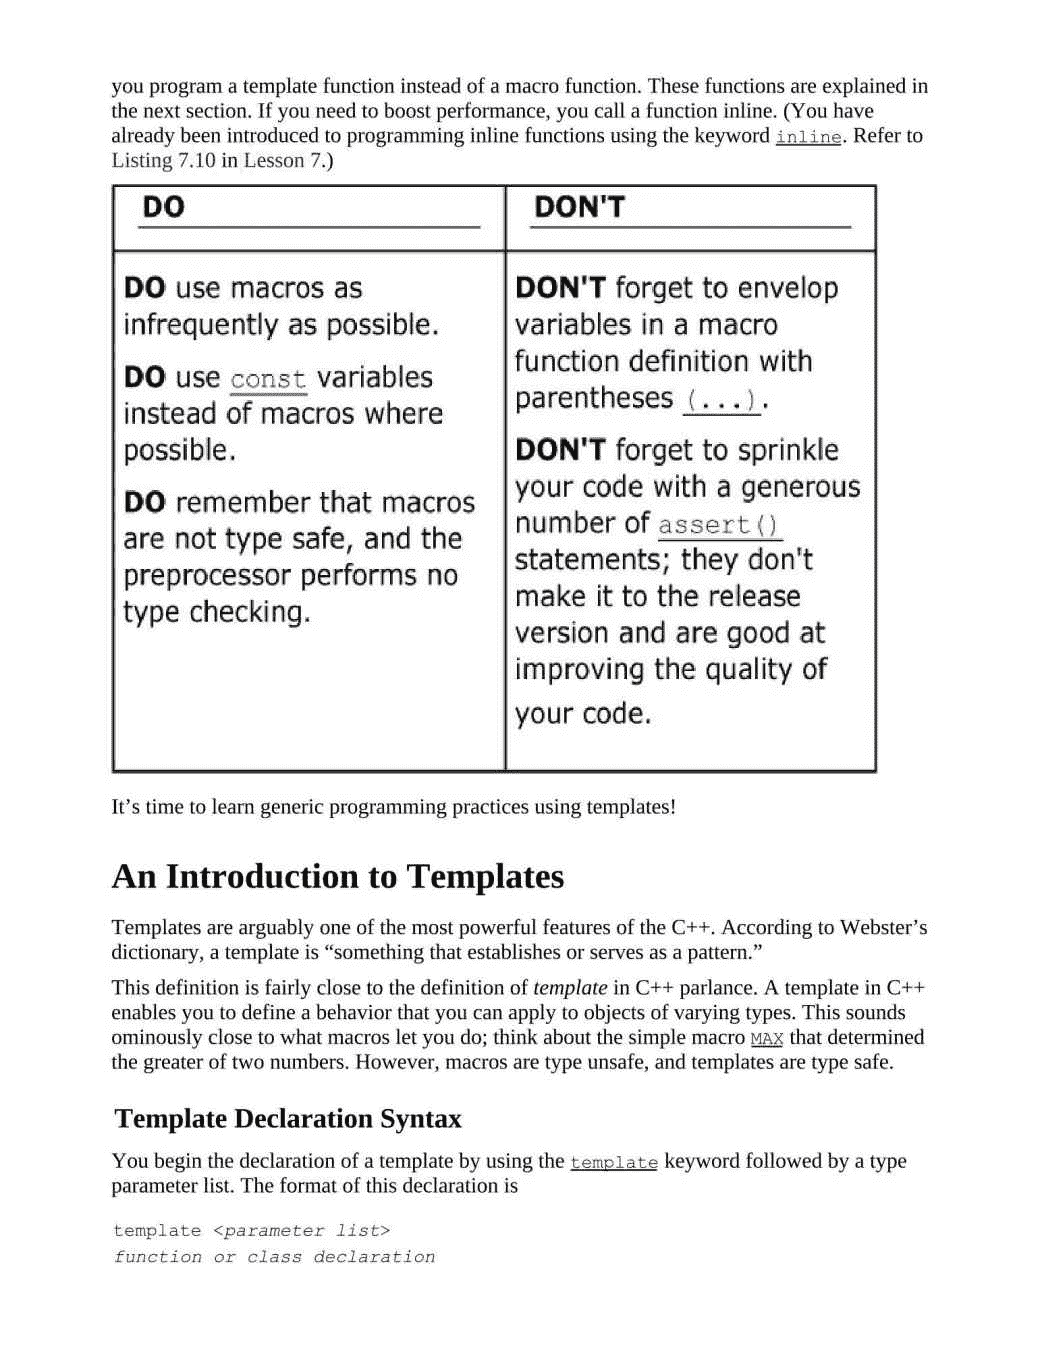 you program a template function instead of a macro function. These functions are explained in
the next section. If you need to boost performance, you call a function inline. (You have
already been introduced to programming inline functions using the keyword inline. Refer to
Listing 7.10 in Lesson 7.)
DO
DO use macros as
infrequently as possible.
DO use const variables
instead of macros where
possible.
DO remember that macros
are not type safe, and the
preprocessor performs no
type checking.
DON'T
DON'T forget to envelop
variables in a macro
function definition with
parentheses (...).
DON'T forget to sprinkle
your code with a generous
number of assert()
statements; they don't
make it to the release
version and are good at
improving the quality of
your code.
It’s time to learn generic programming practices using templates!
An Introduction to Templates
Templates are arguably one of the most powerful features of the C++. According to Webster’s
dictionary, a template is “something that establishes or serves as a pattern.”
This definition is fairly close to the definition of template in C++ parlance. A template in C++
enables you to define a behavior that you can apply to objects of varying types. This sounds
ominously close to what macros let you do; think about the simple macro MAX that determined
the greater of two numbers. However, macros are type unsafe, and templates are type safe.
Template Declaration Syntax
You begin the declaration of a template by using the template keyword followed by a type
parameter list. The format of this declaration is
template <parameter list>
function or class declaration